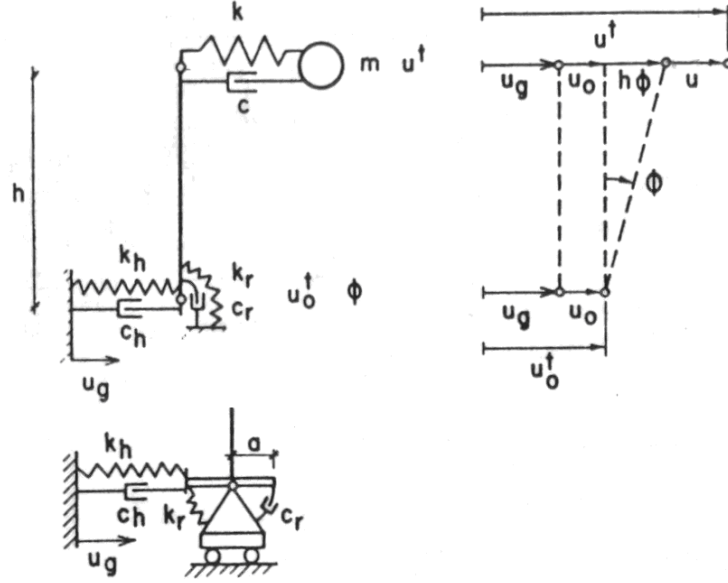 k
m u^t
c
h
k_h
k_r
c_r
c_h
u_o^t ϕ
u_g
u^t
u_g u_o hϕ u
ϕ
u_g u_o
u_o^t
k_h
a
c_h
k_r
c_r
u_g